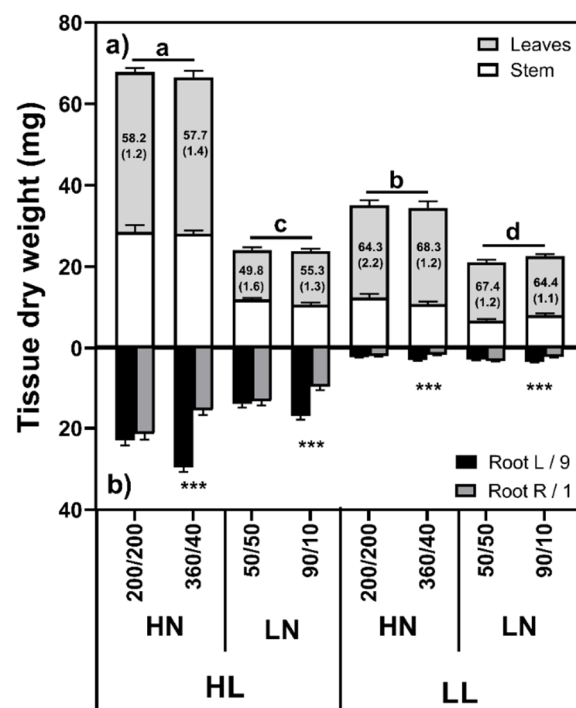 80
60
40
20
0
20
40
Tissue dry weight (mg)
a)
a
Leaves
Stem
58.2
(1.2)
57.7
(1.4)
c
49.8
(1.6)
55.3
(1.3)
b
64.3
(2.2)
68.3
(1.2)
d
67.4
(1.2)
64.4
(1.1)
b)
***
***
***
***
Root L / 9
Root R / 1
200/200
360/40
50/50
90/10
200/200
360/40
50/50
90/10
HN
LN
HN
LN
HL
LL